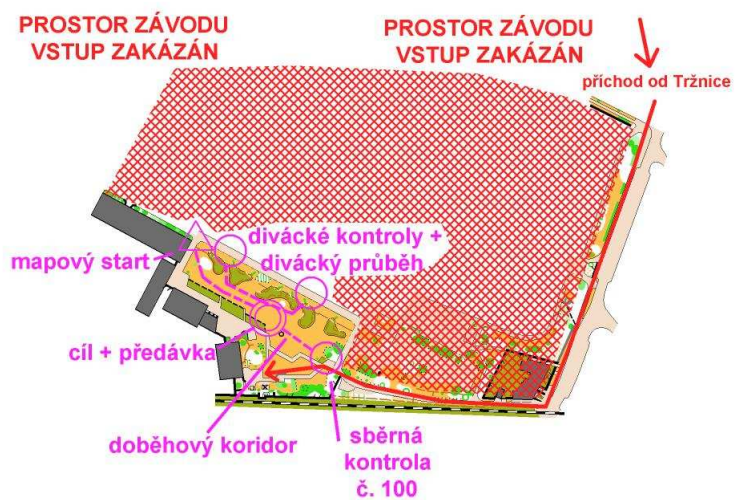 PROSTOR ZÁVODU
VSTUP ZAKÁZÁN
PROSTOR ZÁVODU
VSTUP ZAKÁZÁN
příchod od Tržnice
divácké kontroly +
divácký průběh
mapový start
cíl + předávka
doběhový koridor
sběrná
kontrola
č. 100